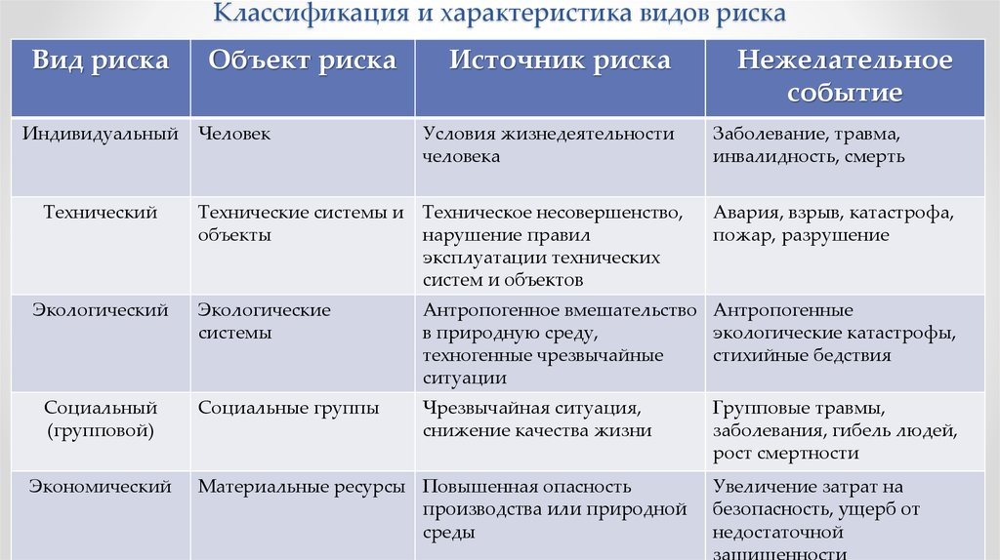 Классификация и характеристика видов риска
Вид риска
Объект риска
Источник риска
Нежелательное
событие
Индивидуальный
Человек
Условия жизнедеятельности
человека
Заболевание, травма,
инвалидность, смерть
Технический
Технические системы и
объекты
Техническое несовершенство,
нарушение правил
эксплуатации технических
систем и объектов
Авария, взрыв, катастрофа,
пожар, разрушение
Экологический
Экологические
системы
Антропогенное вмешательство
в природную среду,
техногенные чрезвычайные
ситуации
Антропогенные
экологические катастрофы,
стихийные бедствия
Социальный
(групповой)
Социальные группы
Чрезвычайная ситуация,
снижение качества жизни
Групповые травмы,
заболевания, гибель людей,
рост смертности
Экономический
Материальные ресурсы
Повышенная опасность
производства или природной
среды
Увеличение затрат на
безопасность, ущерб от
недостаточной
защищенности